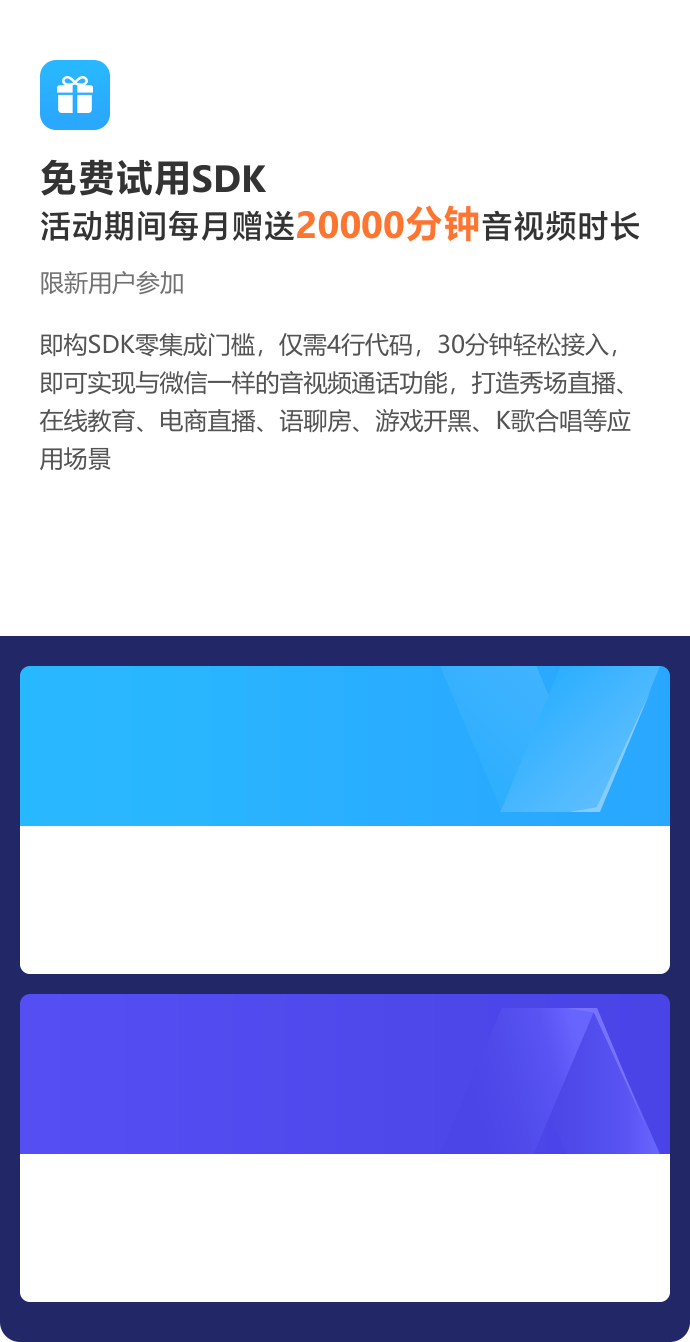 免费试用SDK
活动期间每月赠送20000分钟音视频时长
限新用户参加
即构SDK零集成门槛，仅需4行代码，30分钟轻松接入，
即可实现与微信一样的音视频通话功能，打造秀场直播、
在线教育、电商直播、语聊房、游戏开黑、K歌合唱等应
用场景